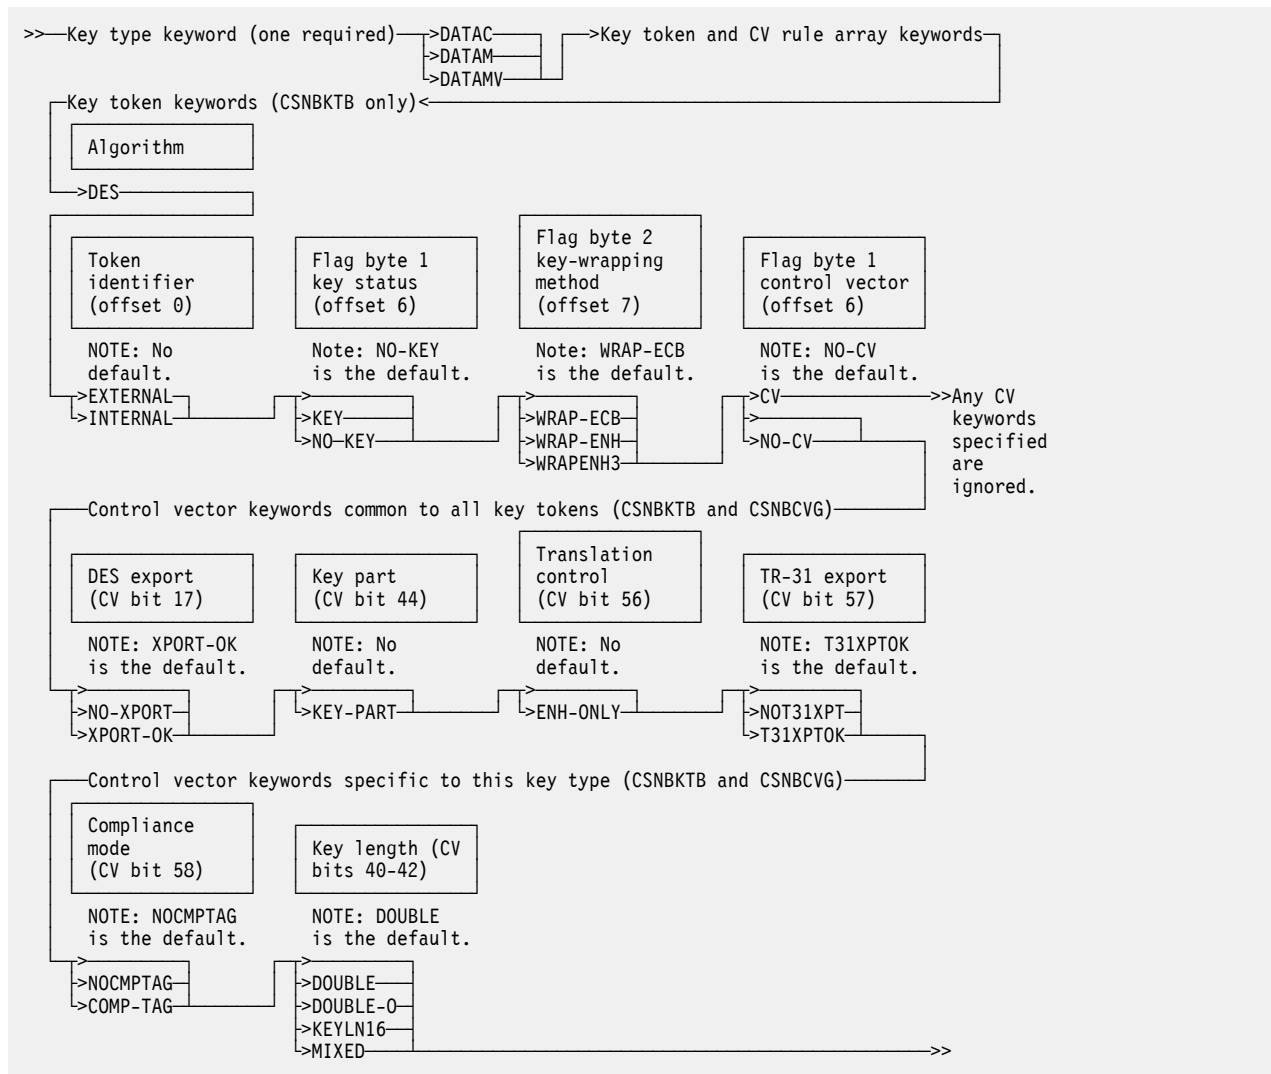 >>—Key type keyword (one required)—>DATAC—>Key token and CV rule array keywords—
>DATAM
>DATAMV
Key token keywords (CSNBKTB only)<
Algorithm
>DES
Flag byte 2
Token Flag byte 1 key-wrapping Flag byte 1
identifier key status method control vector
(offset 0) (offset 6) (offset 7) (offset 6)
NOTE: No Note: NO-KEY Note: WRAP-ECB NOTE: NO-CV
default. is the default. is the default. is the default.
>EXTERNAL > > >CV >>Any CV
>INTERNAL >KEY >WRAP-ECB > keywords
>NO-KEY >WRAP-ENH >NO-CV specified
>WRAPENH3 are
ignored.
Control vector keywords common to all key tokens (CSNBKTB and CSNBCVG)
Translation
DES export Key part control TR-31 export
(CV bit 17) (CV bit 44) (CV bit 56) (CV bit 57)
NOTE: XPORT-OK NOTE: No NOTE: No NOTE: T31XPTOK
is the default. default. default. is the default.
> > > >
>NO-XPORT >KEY-PART >ENH-ONLY >NOT31XPT
>XPORT-OK >T31XPTOK
Control vector keywords specific to this key type (CSNBKTB and CSNBCVG)
Compliance
mode Key length (CV
(CV bit 58) bits 40-42)
NOTE: NOCMPTAG NOTE: DOUBLE
is the default. is the default.
> >
>NOCMPTAG >DOUBLE
>COMP-TAG >DOUBLE-O
>KEYLN16
>MIXED >>